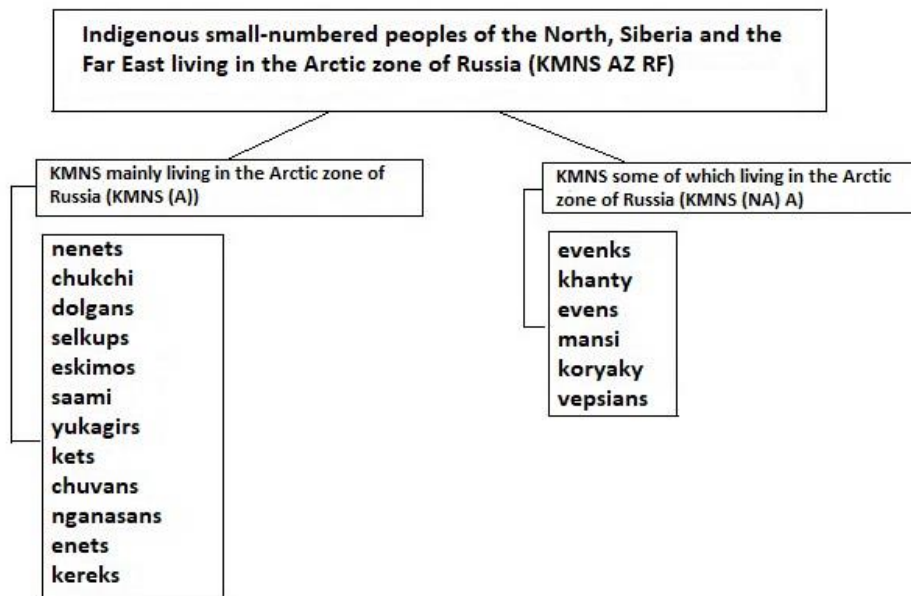 Indigenous small-numbered peoples of the North, Siberia and the
Far East living in the Arctic zone of Russia (KMNS AZ RF)
KMNS mainly living in the Arctic zone of
Russia (KMNS (A))
nenets
chukchi
dolgans
selkups
eskimos
saami
yukagirs
kets
chuvans
nganasans
enets
kereks
KMNS some of which living in the Arctic
zone of Russia (KMNS (NA) A)
evenks
khanty
evens
mansi
koryaky
vepsians